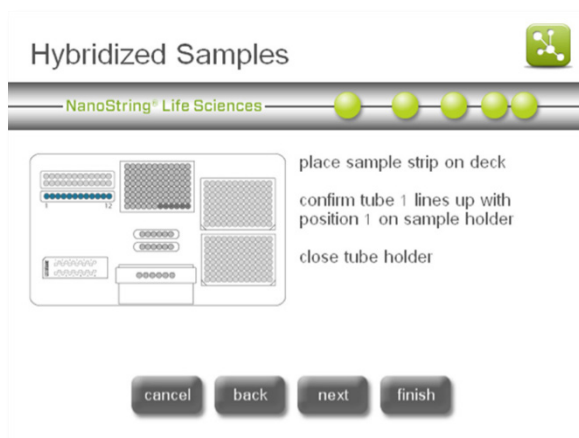 Hybridized Samples
NanoString® Life Sciences
place sample strip on deck
1 12
confirm tube 1 lines up with
position 1 on sample holder
close tube holder
cancel back next finish